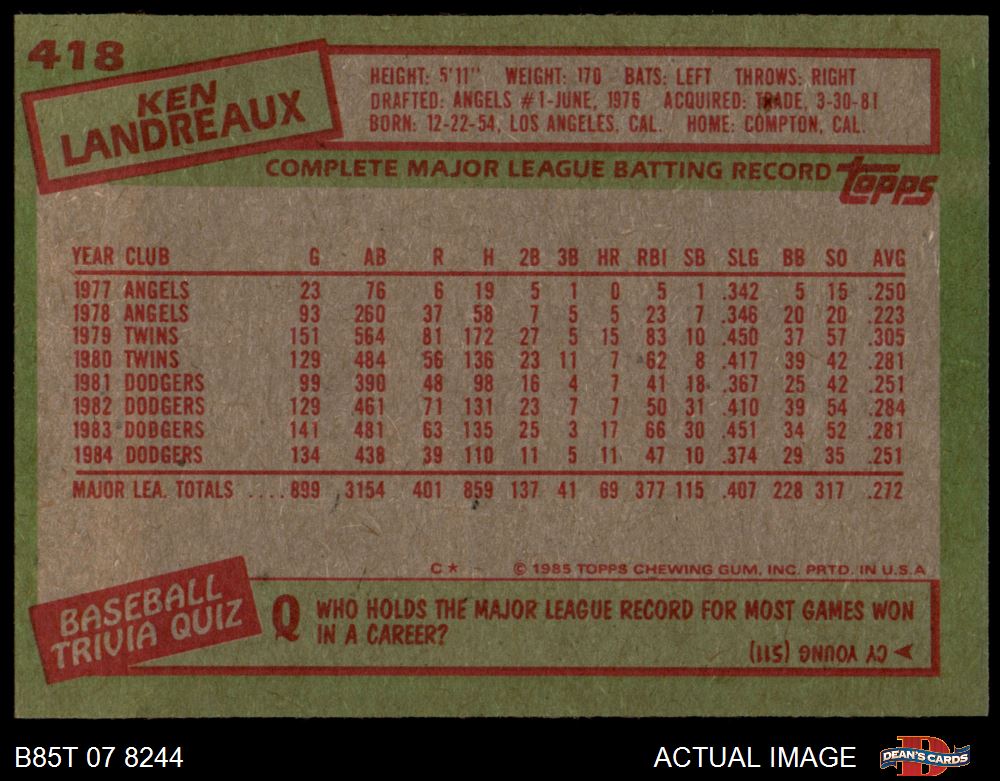 418
KEN
LANDREAUX
HEIGHT: 5'11" WEIGHT: 170 BATS: LEFT THROWS: RIGHT
DRAFTED: ANGELS #1-JUNE, 1976 ACQUIRED: TRADE, 3-30-81
BORN: 12-22-54, LOS ANGELES, CAL. HOME: COMPTON, CAL.
COMPLETE MAJOR LEAGUE BATTING RECORD topps
YEAR CLUB G AB R H 2B 3B HR RBI SB SLG BB SO AVG
1977 ANGELS 23 76 6 19 5 1 0 5 1 .342 5 15 .250
1978 ANGELS 93 260 37 58 7 5 5 23 7 .346 20 20 .223
1979 TWINS 151 564 81 172 27 5 15 83 10 .450 37 57 .305
1980 TWINS 129 484 56 136 23 11 7 62 8 .417 39 42 .281
1981 DODGERS 99 390 48 98 16 4 7 41 18 .367 25 42 .251
1982 DODGERS 129 461 71 131 23 7 7 50 31 .410 39 54 .284
1983 DODGERS 141 481 63 135 25 3 17 66 30 .451 34 52 .281
1984 DODGERS 134 438 39 110 11 5 11 47 10 .374 29 35 .251
MAJOR LEA. TOTALS .... 899 3154 401 859 137 41 69 377 115 .407 228 317 .272
C* © 1985 TOPPS CHEWING GUM, INC. PRTD. IN U.S.A
BASEBALL
TRIVIA QUIZ
Q WHO HOLDS THE MAJOR LEAGUE RECORD FOR MOST GAMES WON
IN A CAREER?
CY YOUNG (511)
B85T 07 8244
ACTUAL IMAGE
D
DEAN'S CARDS